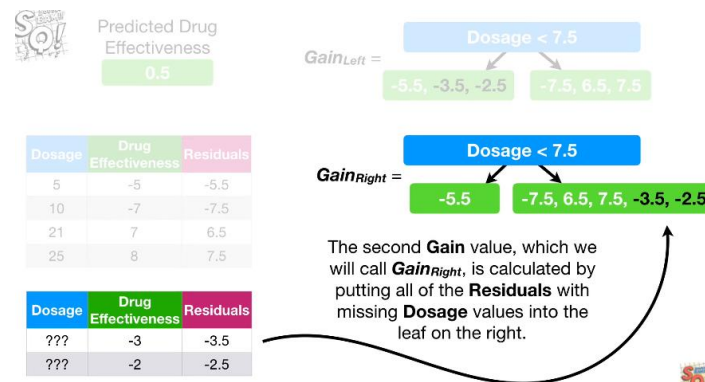 SQ!
Predicted Drug
Effectiveness
0.5
GainLeft =
Dosage < 7.5
-5.5, -3.5, -2.5
-7.5, 6.5, 7.5
Dosage Drug Effectiveness Residuals
5 -5 -5.5
10 -7 -7.5
21 7 6.5
25 8 7.5
GainRight =
Dosage < 7.5
-5.5
-7.5, 6.5, 7.5, -3.5, -2.5
The second Gain value, which we
will call GainRight, is calculated by
putting all of the Residuals with
missing Dosage values into the
leaf on the right.
Dosage Drug Effectiveness Residuals
??? -3 -3.5
??? -2 -2.5